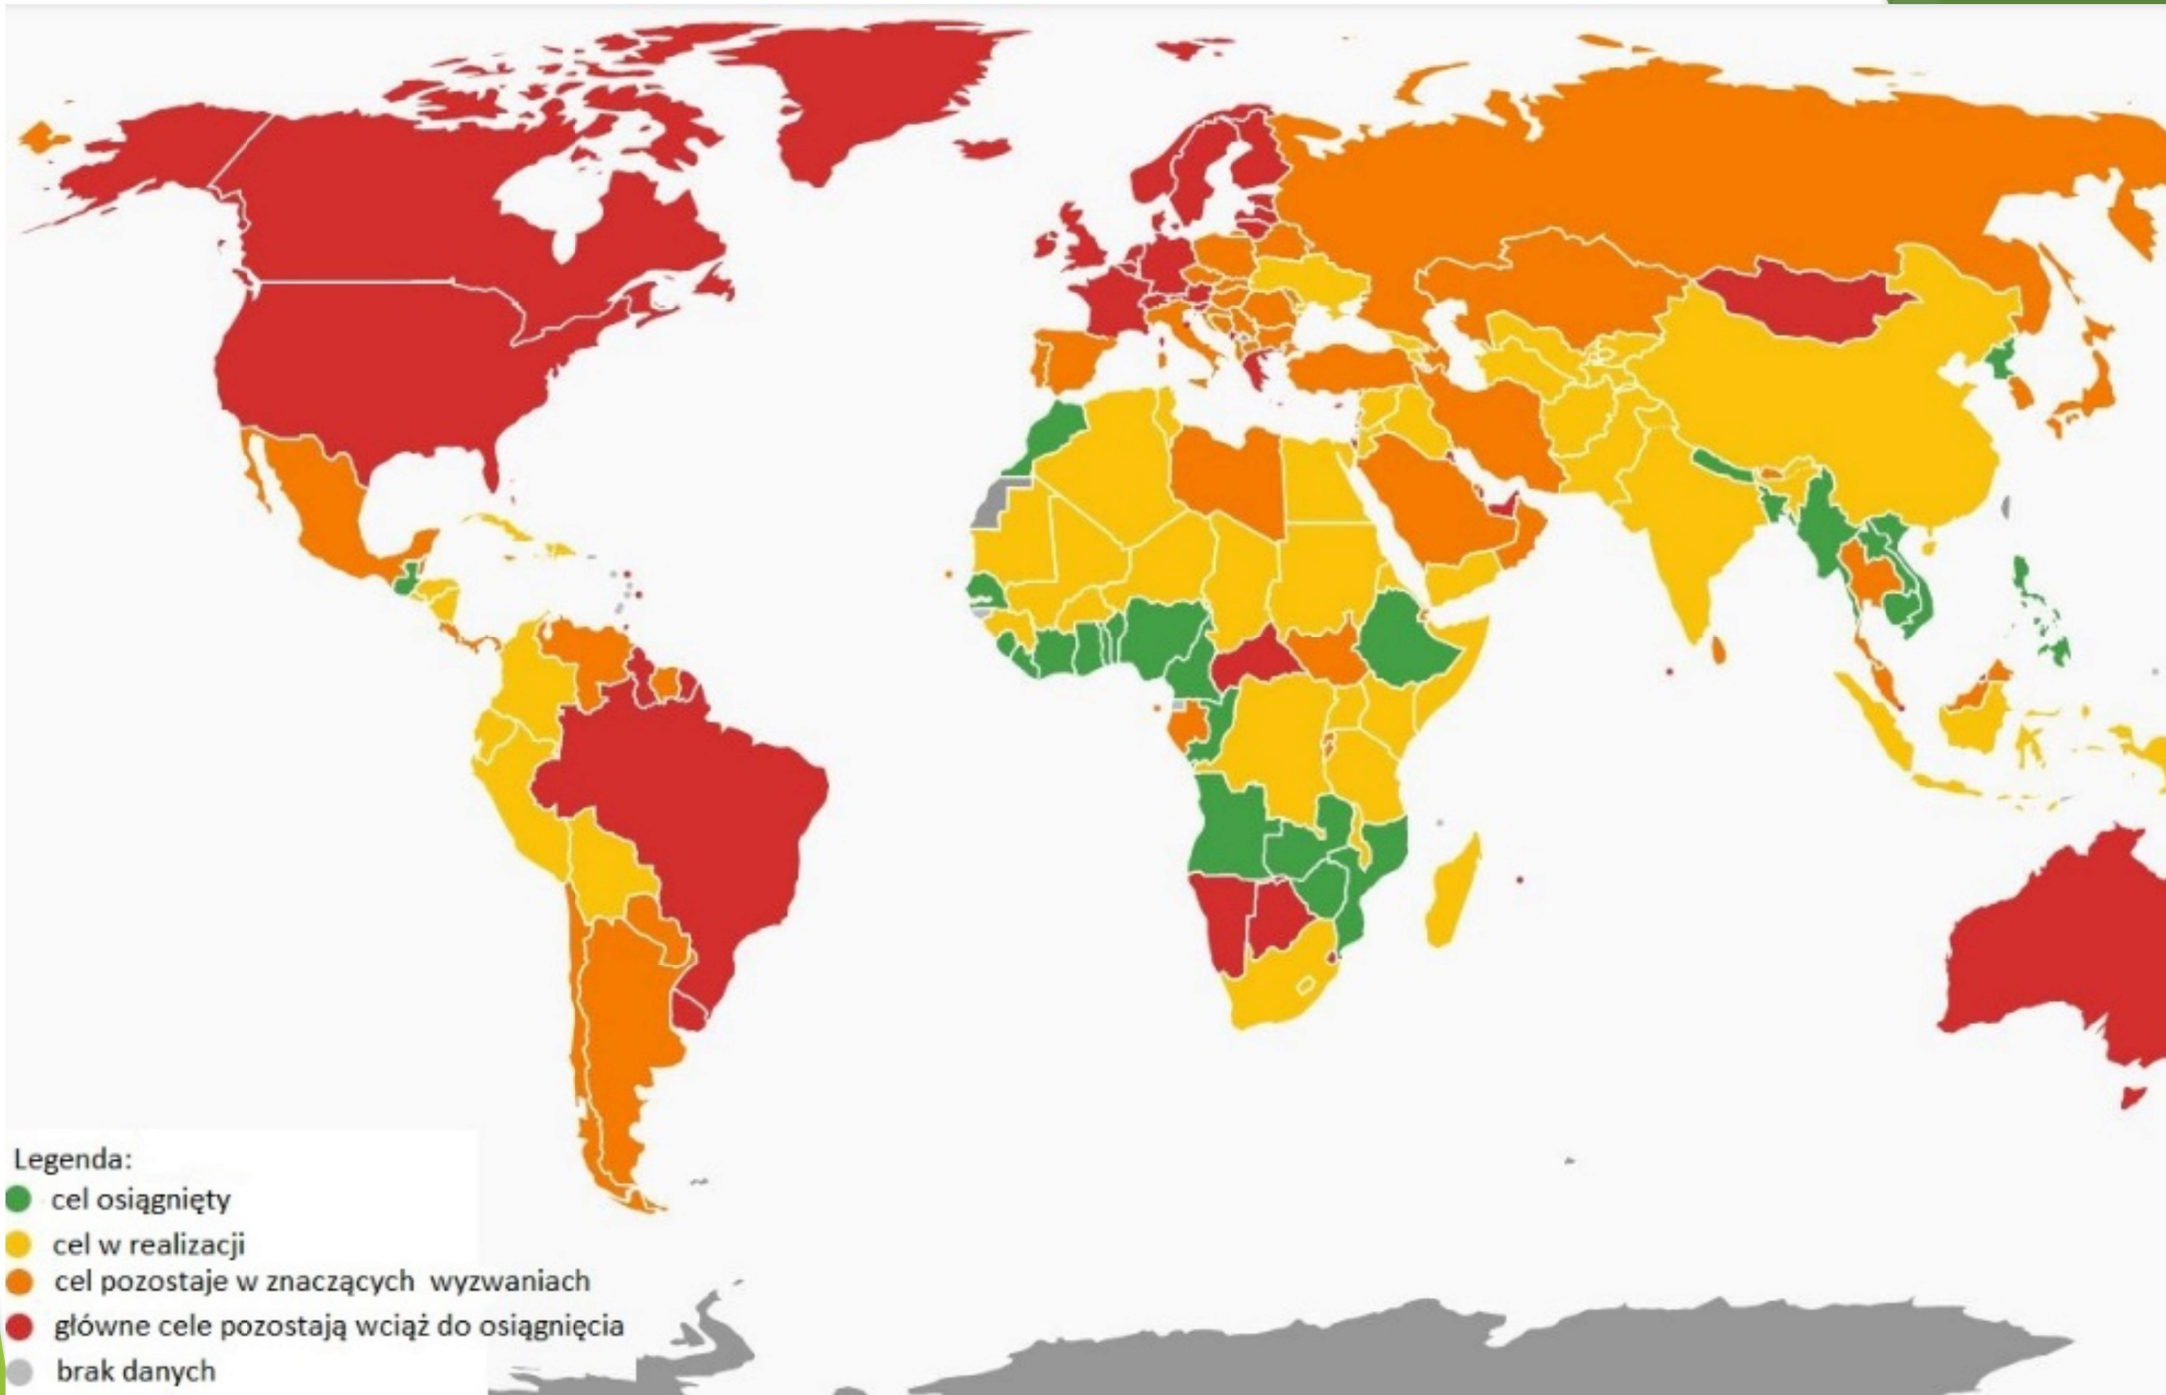 Legenda:
cel osiągnięty
cel w realizacji
cel pozostaje w znaczących wyzwaniach
główne cele pozostają wciąż do osiągnięcia
brak danych